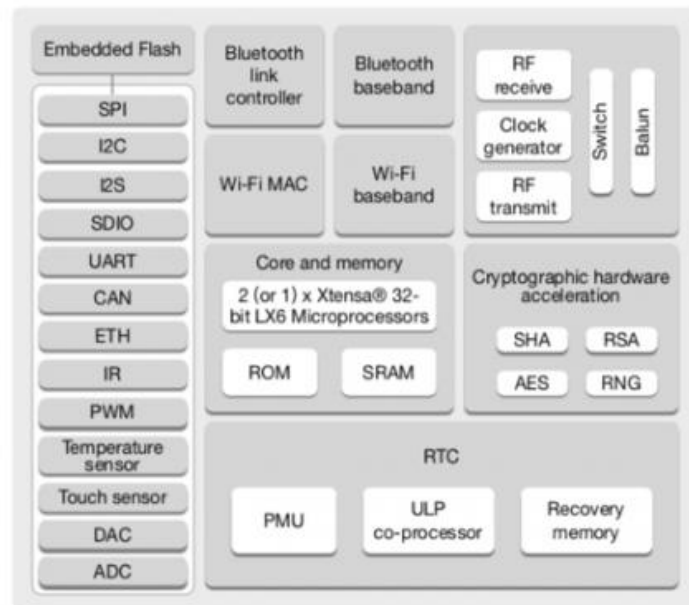 Embedded Flash
SPI
I2C
I2S
SDIO
UART
CAN
ETH
IR
PWM
Temperature
sensor
Touch sensor
DAC
ADC
Bluetooth
link
controller
Bluetooth
baseband
Wi-Fi MAC
Wi-Fi
baseband
RF
receive
Clock
generator
RF
transmit
Switch
Balun
Core and memory
2 (or 1) x Xtensa® 32-
bit LX6 Microprocessors
ROM
SRAM
Cryptographic hardware
acceleration
SHA
RSA
AES
RNG
RTC
PMU
ULP
co-processor
Recovery
memory